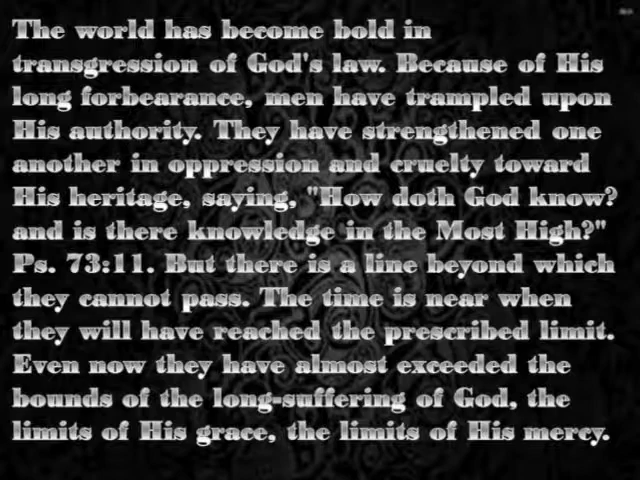 The world has become bold in
transgression of God's law. Because of His
long forbearance, men have trampled upon
His authority. They have strengthened one
another in oppression and cruelty toward
His heritage, saying, "How doth God know?
and is there knowledge in the Most High?"
Ps. 73:11. But there is a line beyond which
they cannot pass. The time is near when
they will have reached the prescribed limit.
Even now they have almost exceeded the
bounds of the long-suffering of God, the
limits of His grace, the limits of His mercy.